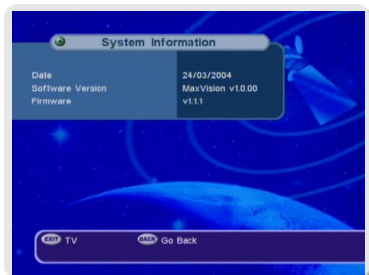 System Information
Date 24/03/2004
Software Version MaxVision v1.0.00
Firmware v1.1.1
EXIT TV BACK Go Back